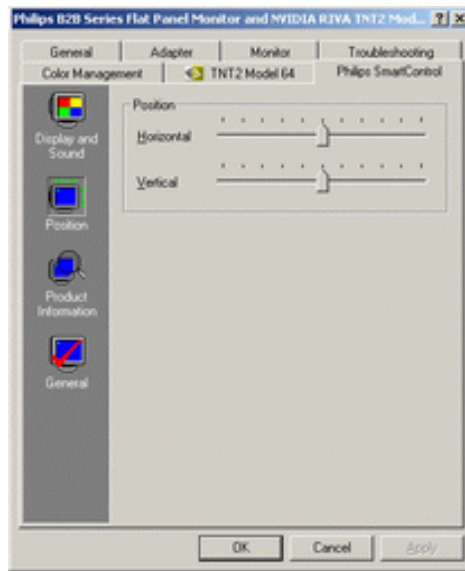 Philips B2B Series Flat Panel Monitor and NVIDIA RIVA TNT2 Mod...
General Adapter Monitor Troubleshooting
Color Management TNT2 Model 64 Philips SmartControl
Display and
Sound
Position
Product
Information
General
Position
Horizontal
Vertical
OK Cancel Apply